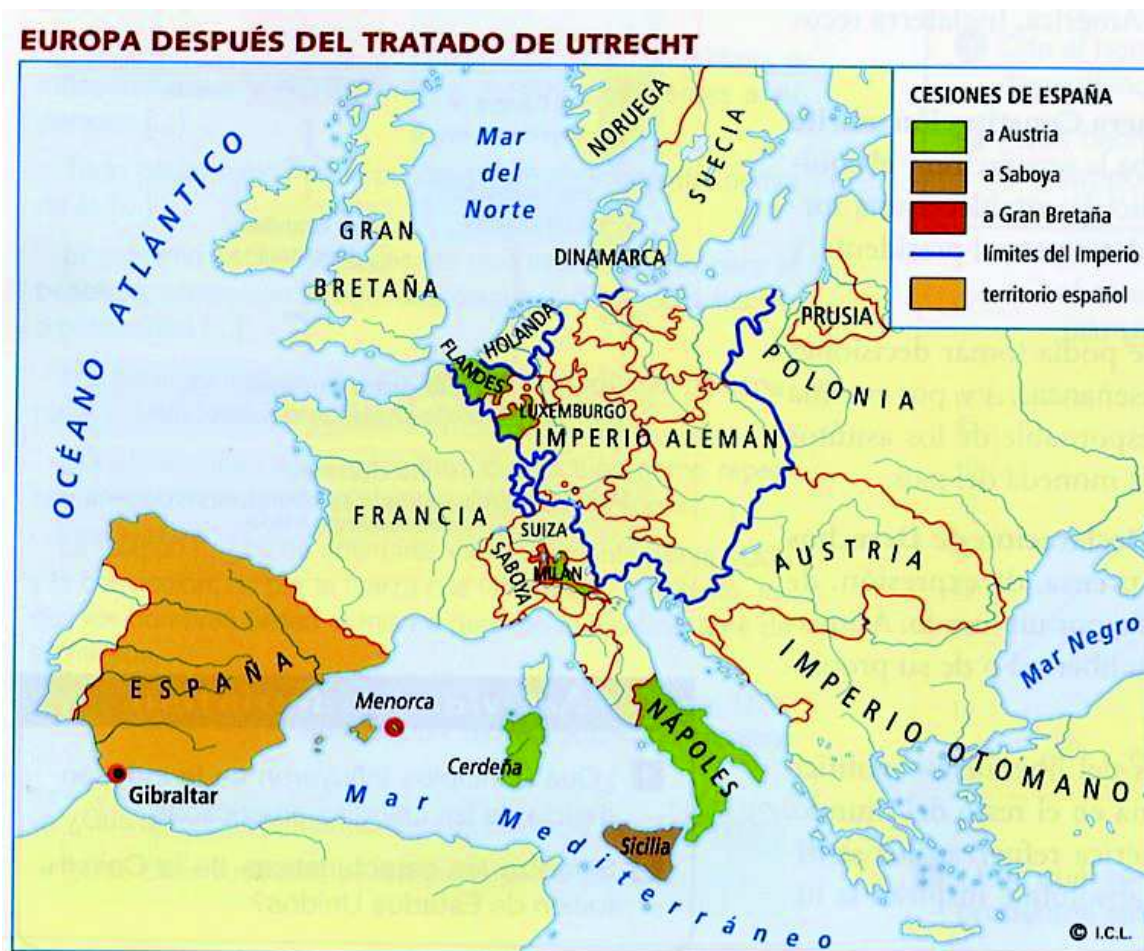 EUROPA DESPUÉS DEL TRATADO DE UTRECHT
CESIONES DE ESPAÑA
a Austria
a Saboya
a Gran Bretaña
límites del Imperio
territorio español
OCÉANO ATLÁNTICO
Mar
del
Norte
NORUEGA
SUECIA
GRAN
BRETAÑA
DINAMARCA
PRUSIA
HOLANDA
FLANDES
LUXEMBURGO
POLONIA
IMPERIO ALEMÁN
FRANCIA
SUIZA
SABOYA
MILÁN
AUSTRIA
Mar Negro
IMPERIO OTOMANO
ESPAÑA
Menorca
Gibraltar
Cerdeña
NÁPOLES
Sicilia
Mar Mediterráneo
© I.C.L.